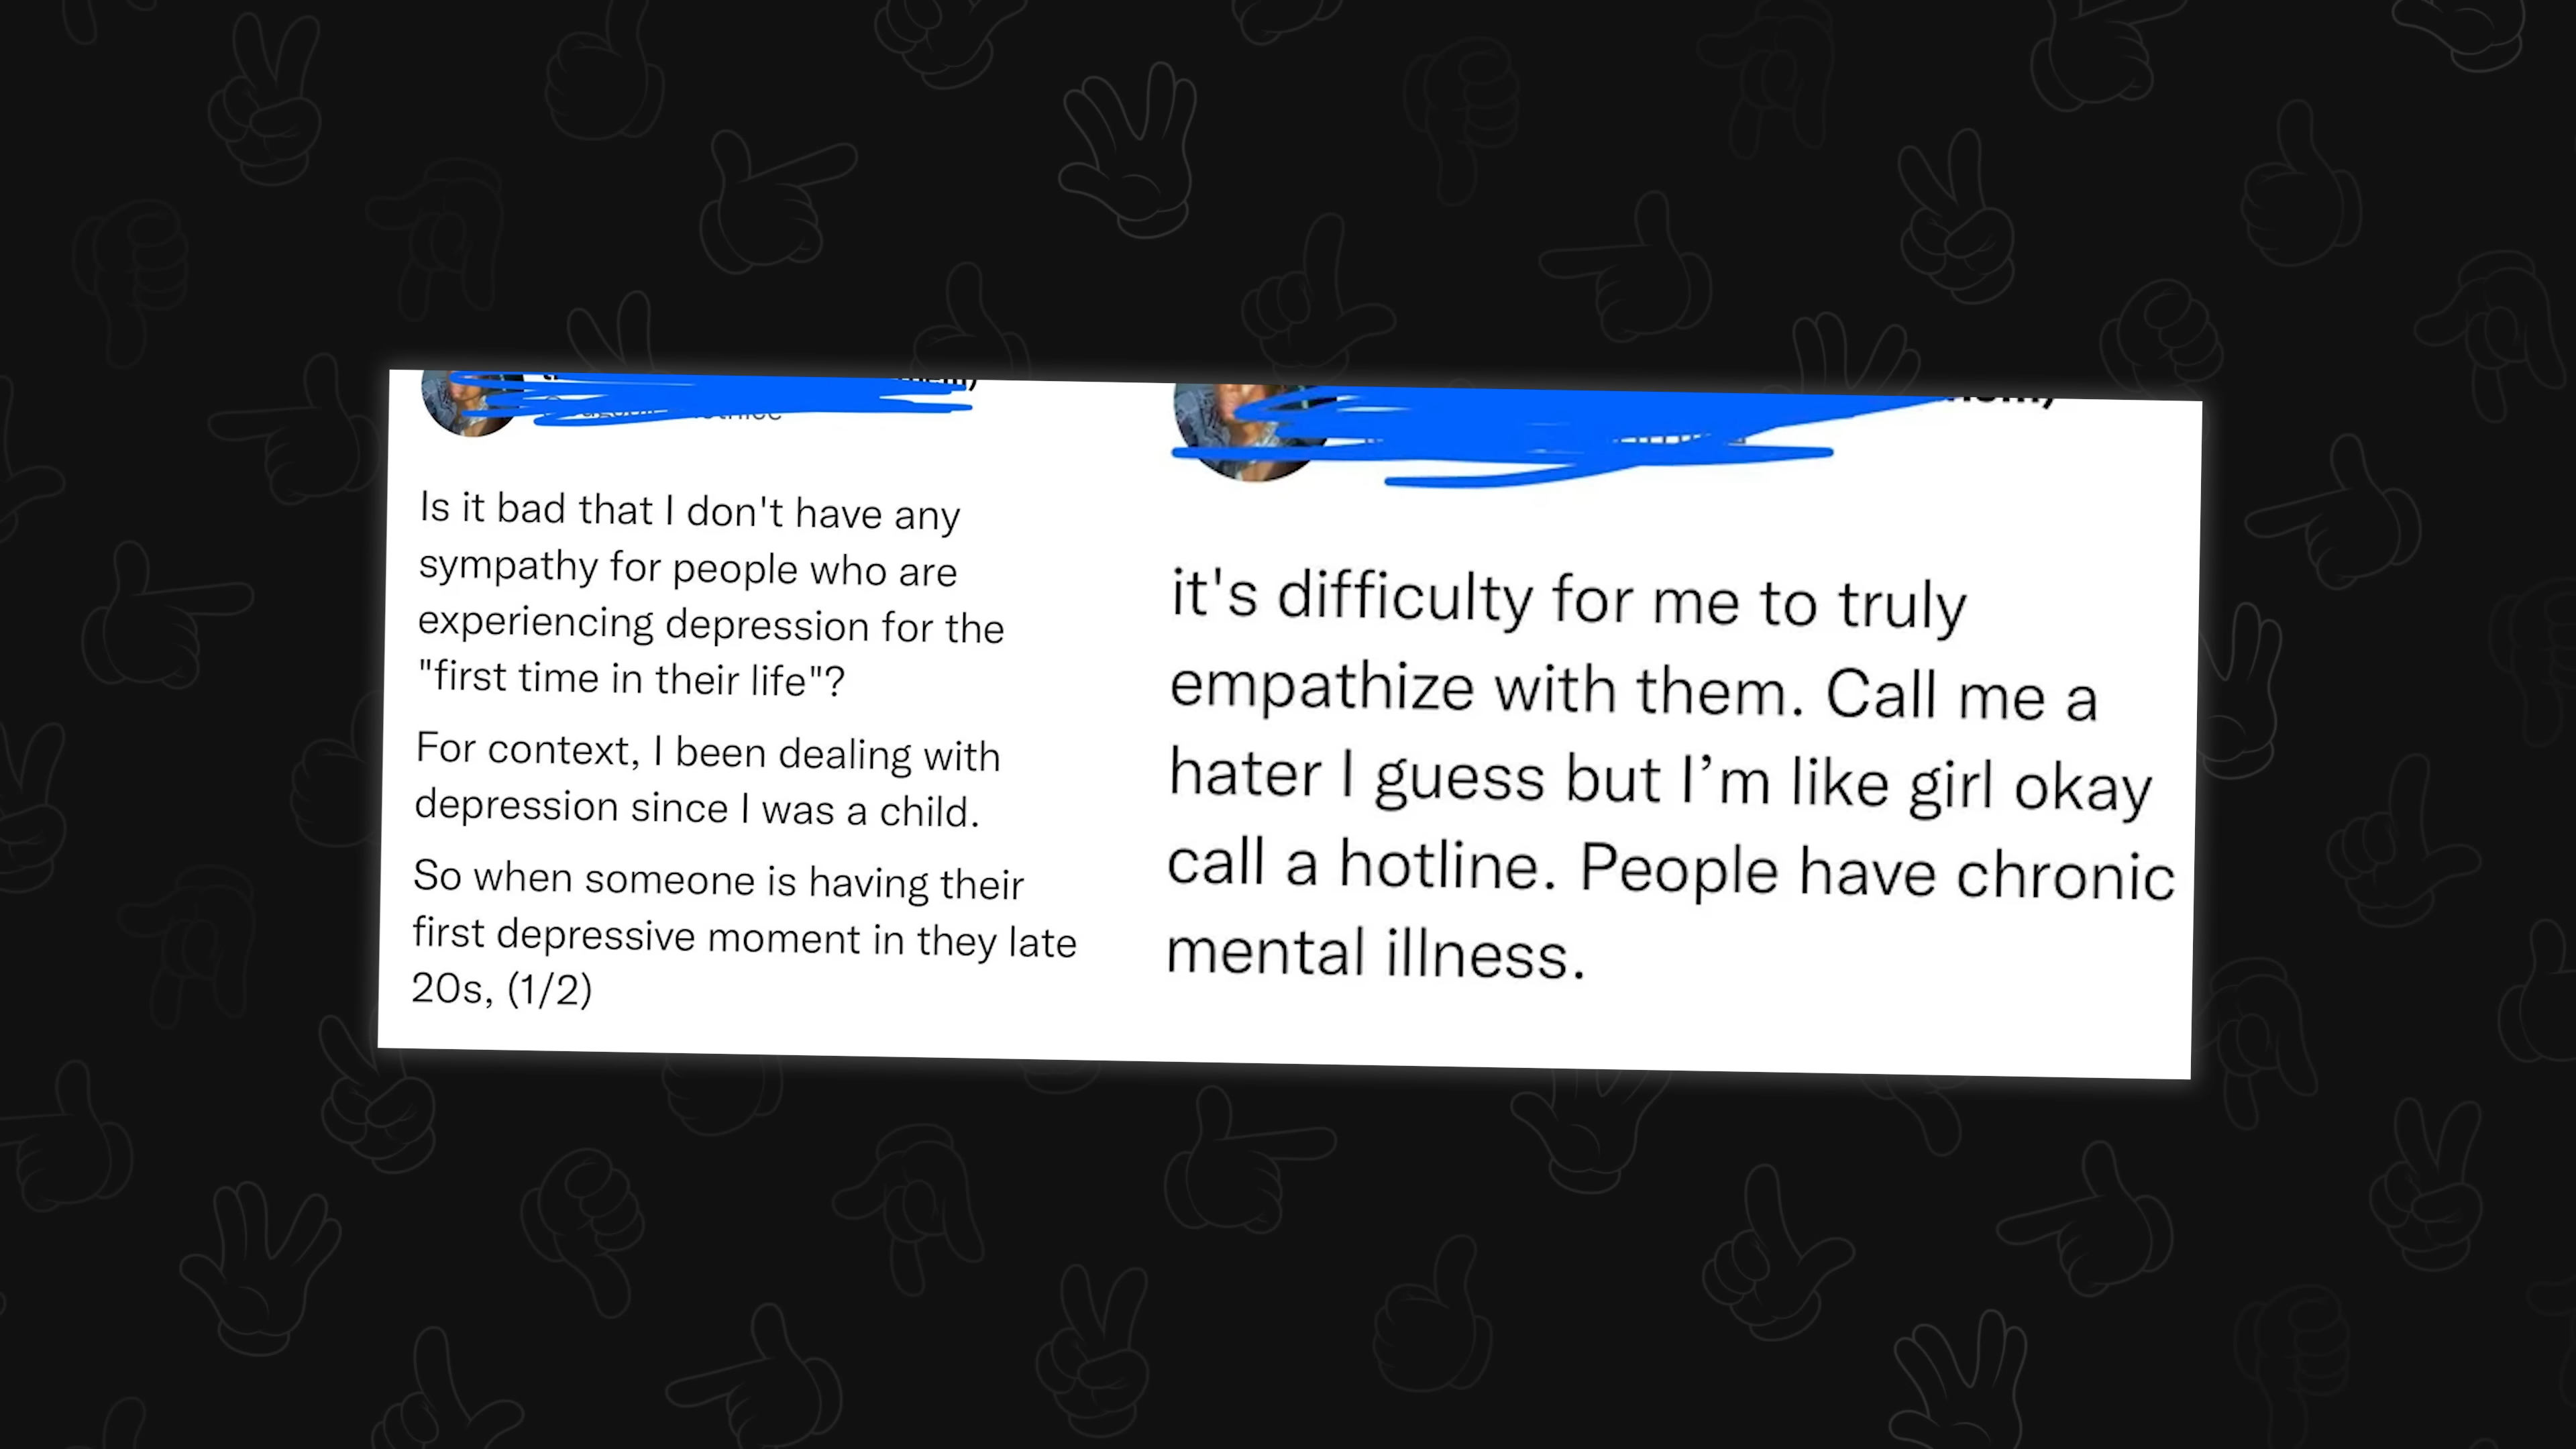 Is it bad that I don't have any
sympathy for people who are
experiencing depression for the
"first time in their life"?
For context, I been dealing with
depression since I was a child.
So when someone is having their
first depressive moment in they late
20s, (1/2)
it's difficulty for me to truly
empathize with them. Call me a
hater I guess but I’m like girl okay
call a hotline. People have chronic
mental illness.